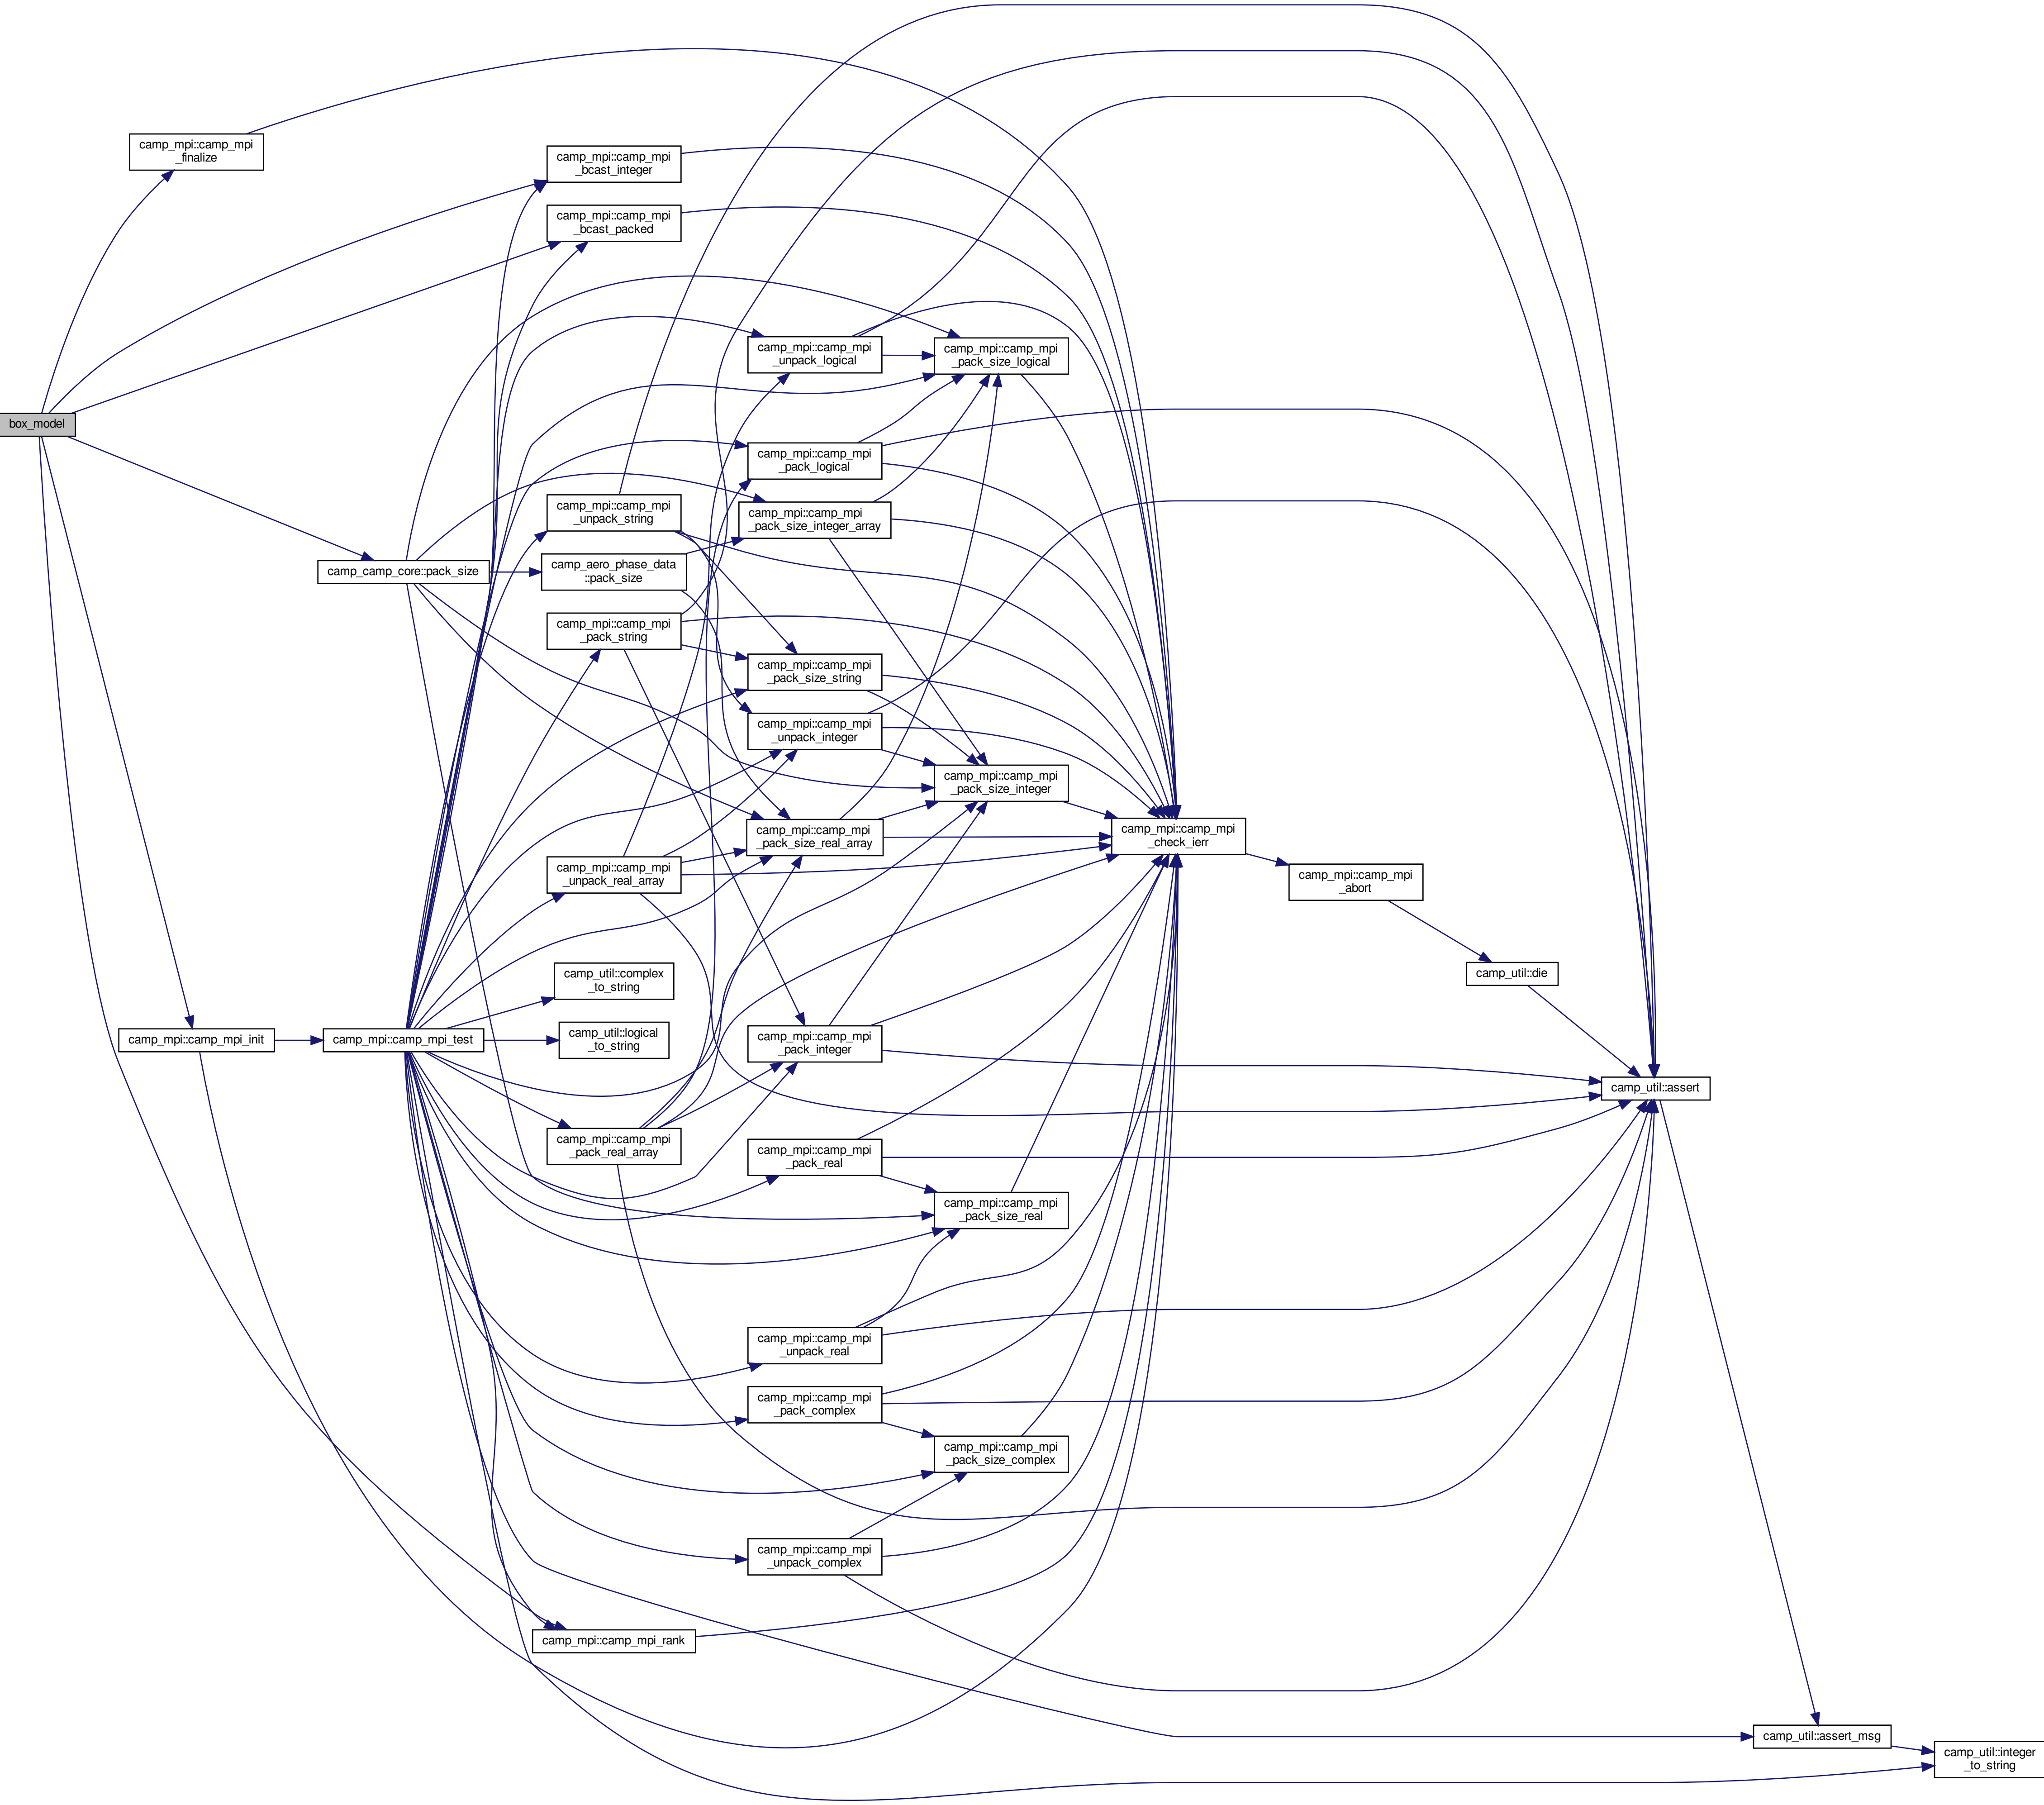 camp_mpi::camp_mpi
_finalize
camp_mpi::camp_mpi
_bcast_integer
camp_mpi::camp_mpi
_bcast_packed
camp_mpi::camp_mpi
_unpack_logical
camp_mpi::camp_mpi
_pack_size_logical
box_model
camp_mpi::camp_mpi
_pack_logical
camp_mpi::camp_mpi
_unpack_string
camp_mpi::camp_mpi
_pack_size_integer_array
camp_camp_core::pack_size
camp_aero_phase_data
::pack_size
camp_mpi::camp_mpi
_pack_string
camp_mpi::camp_mpi
_pack_size_string
camp_mpi::camp_mpi
_unpack_integer
camp_mpi::camp_mpi
_pack_size_integer
camp_mpi::camp_mpi
_pack_size_real_array
camp_mpi::camp_mpi
_check_ierr
camp_mpi::camp_mpi
_unpack_real_array
camp_mpi::camp_mpi
_abort
camp_util::complex
_to_string
camp_util::die
camp_mpi::camp_mpi_init
camp_mpi::camp_mpi_test
camp_util::logical
_to_string
camp_mpi::camp_mpi
_pack_integer
camp_util::assert
camp_mpi::camp_mpi
_pack_real_array
camp_mpi::camp_mpi
_pack_real
camp_mpi::camp_mpi
_pack_size_real
camp_mpi::camp_mpi
_unpack_real
camp_mpi::camp_mpi
_pack_complex
camp_mpi::camp_mpi
_pack_size_complex
camp_mpi::camp_mpi
_unpack_complex
camp_mpi::camp_mpi_rank
camp_util::assert_msg
camp_util::integer
_to_string